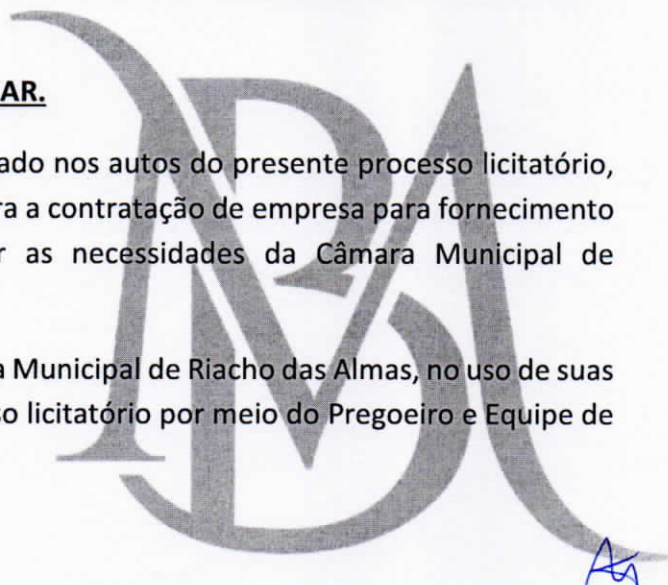 AR.
ado nos autos do presente processo licitatório,
ra a contratação de empresa para fornecimento
r as necessidades da Câmara Municipal de
a Municipal de Riacho das Almas, no uso de suas
so licitatório por meio do Pregoeiro e Equipe de